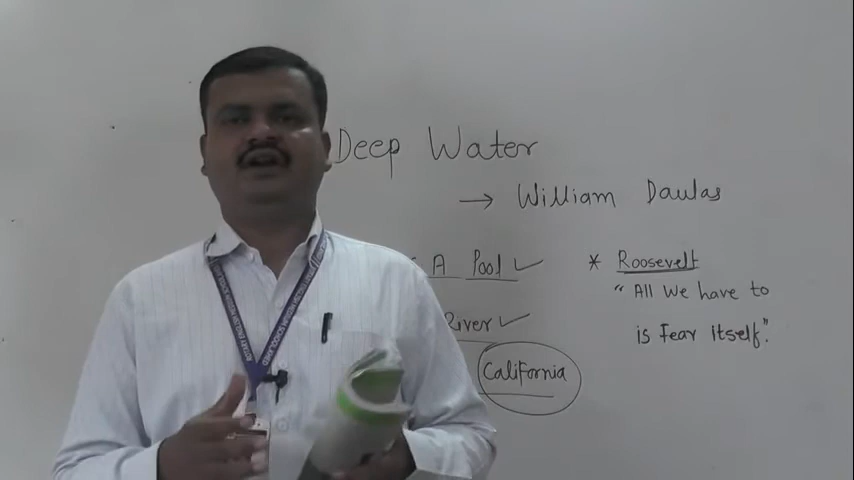 Deep Water
→ William Daulas
A Pool ✓
River ✓
California
* Roosevelt
" All We have to
is Fear itself".